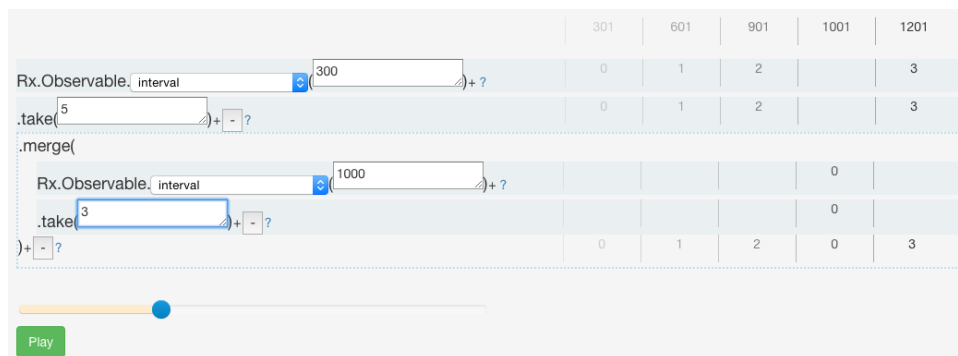 301 601 901 1001 1201
Rx.Observable. interval (300)+ ? 0 1 2 3
.take(5)+ - ? 0 1 2 3
.merge(
Rx.Observable. interval (1000)+ ? 0
.take(3)+ - ? 0
)+ - ? 0 1 2 0 3
Play